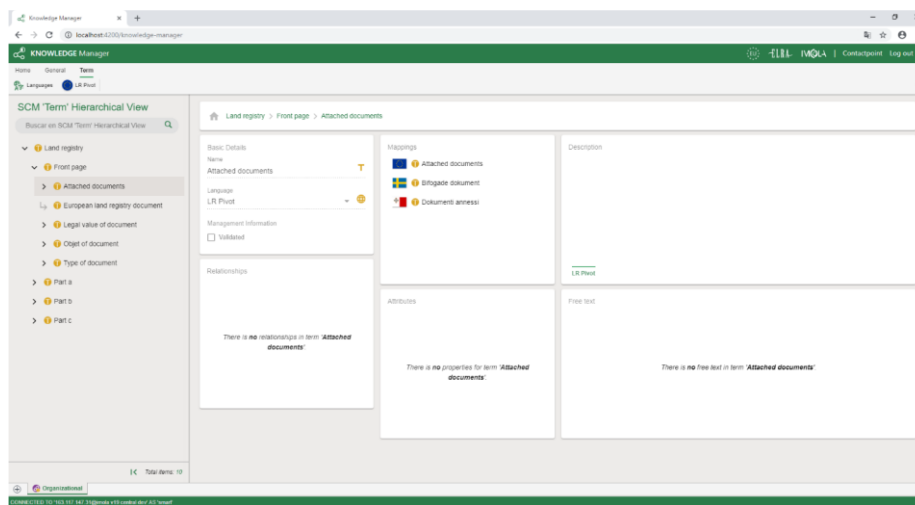 Knowledge Manager
localhost:4200/knowledge-manager
KNOWLEDGE Manager
ELRA IMOLA | Contactpoint Log out
Home General Term
Languages LR Pivot
SCM 'Term' Hierarchical View
Buscar en SCM 'Term' Hierarchical View
Land registry
Front page
Attached documents
European land registry document
Legal value of document
Objet of document
Type of document
Part a
Part b
Part c
Total items: 10
Land registry > Front page > Attached documents
Basic Details
Name
Attached documents
Language
LR Pivot
Management Information
Validated
Relationships
There is no relationships in term 'Attached
documents'.
Mappings
Attached documents
Bifogade dokument
Dokumenti annessi
Attributes
There is no properties for term 'Attached
documents'.
Description
LR Pivot
Free text
There is no free text in term 'Attached documents'
Organizational
CONNECTED TO